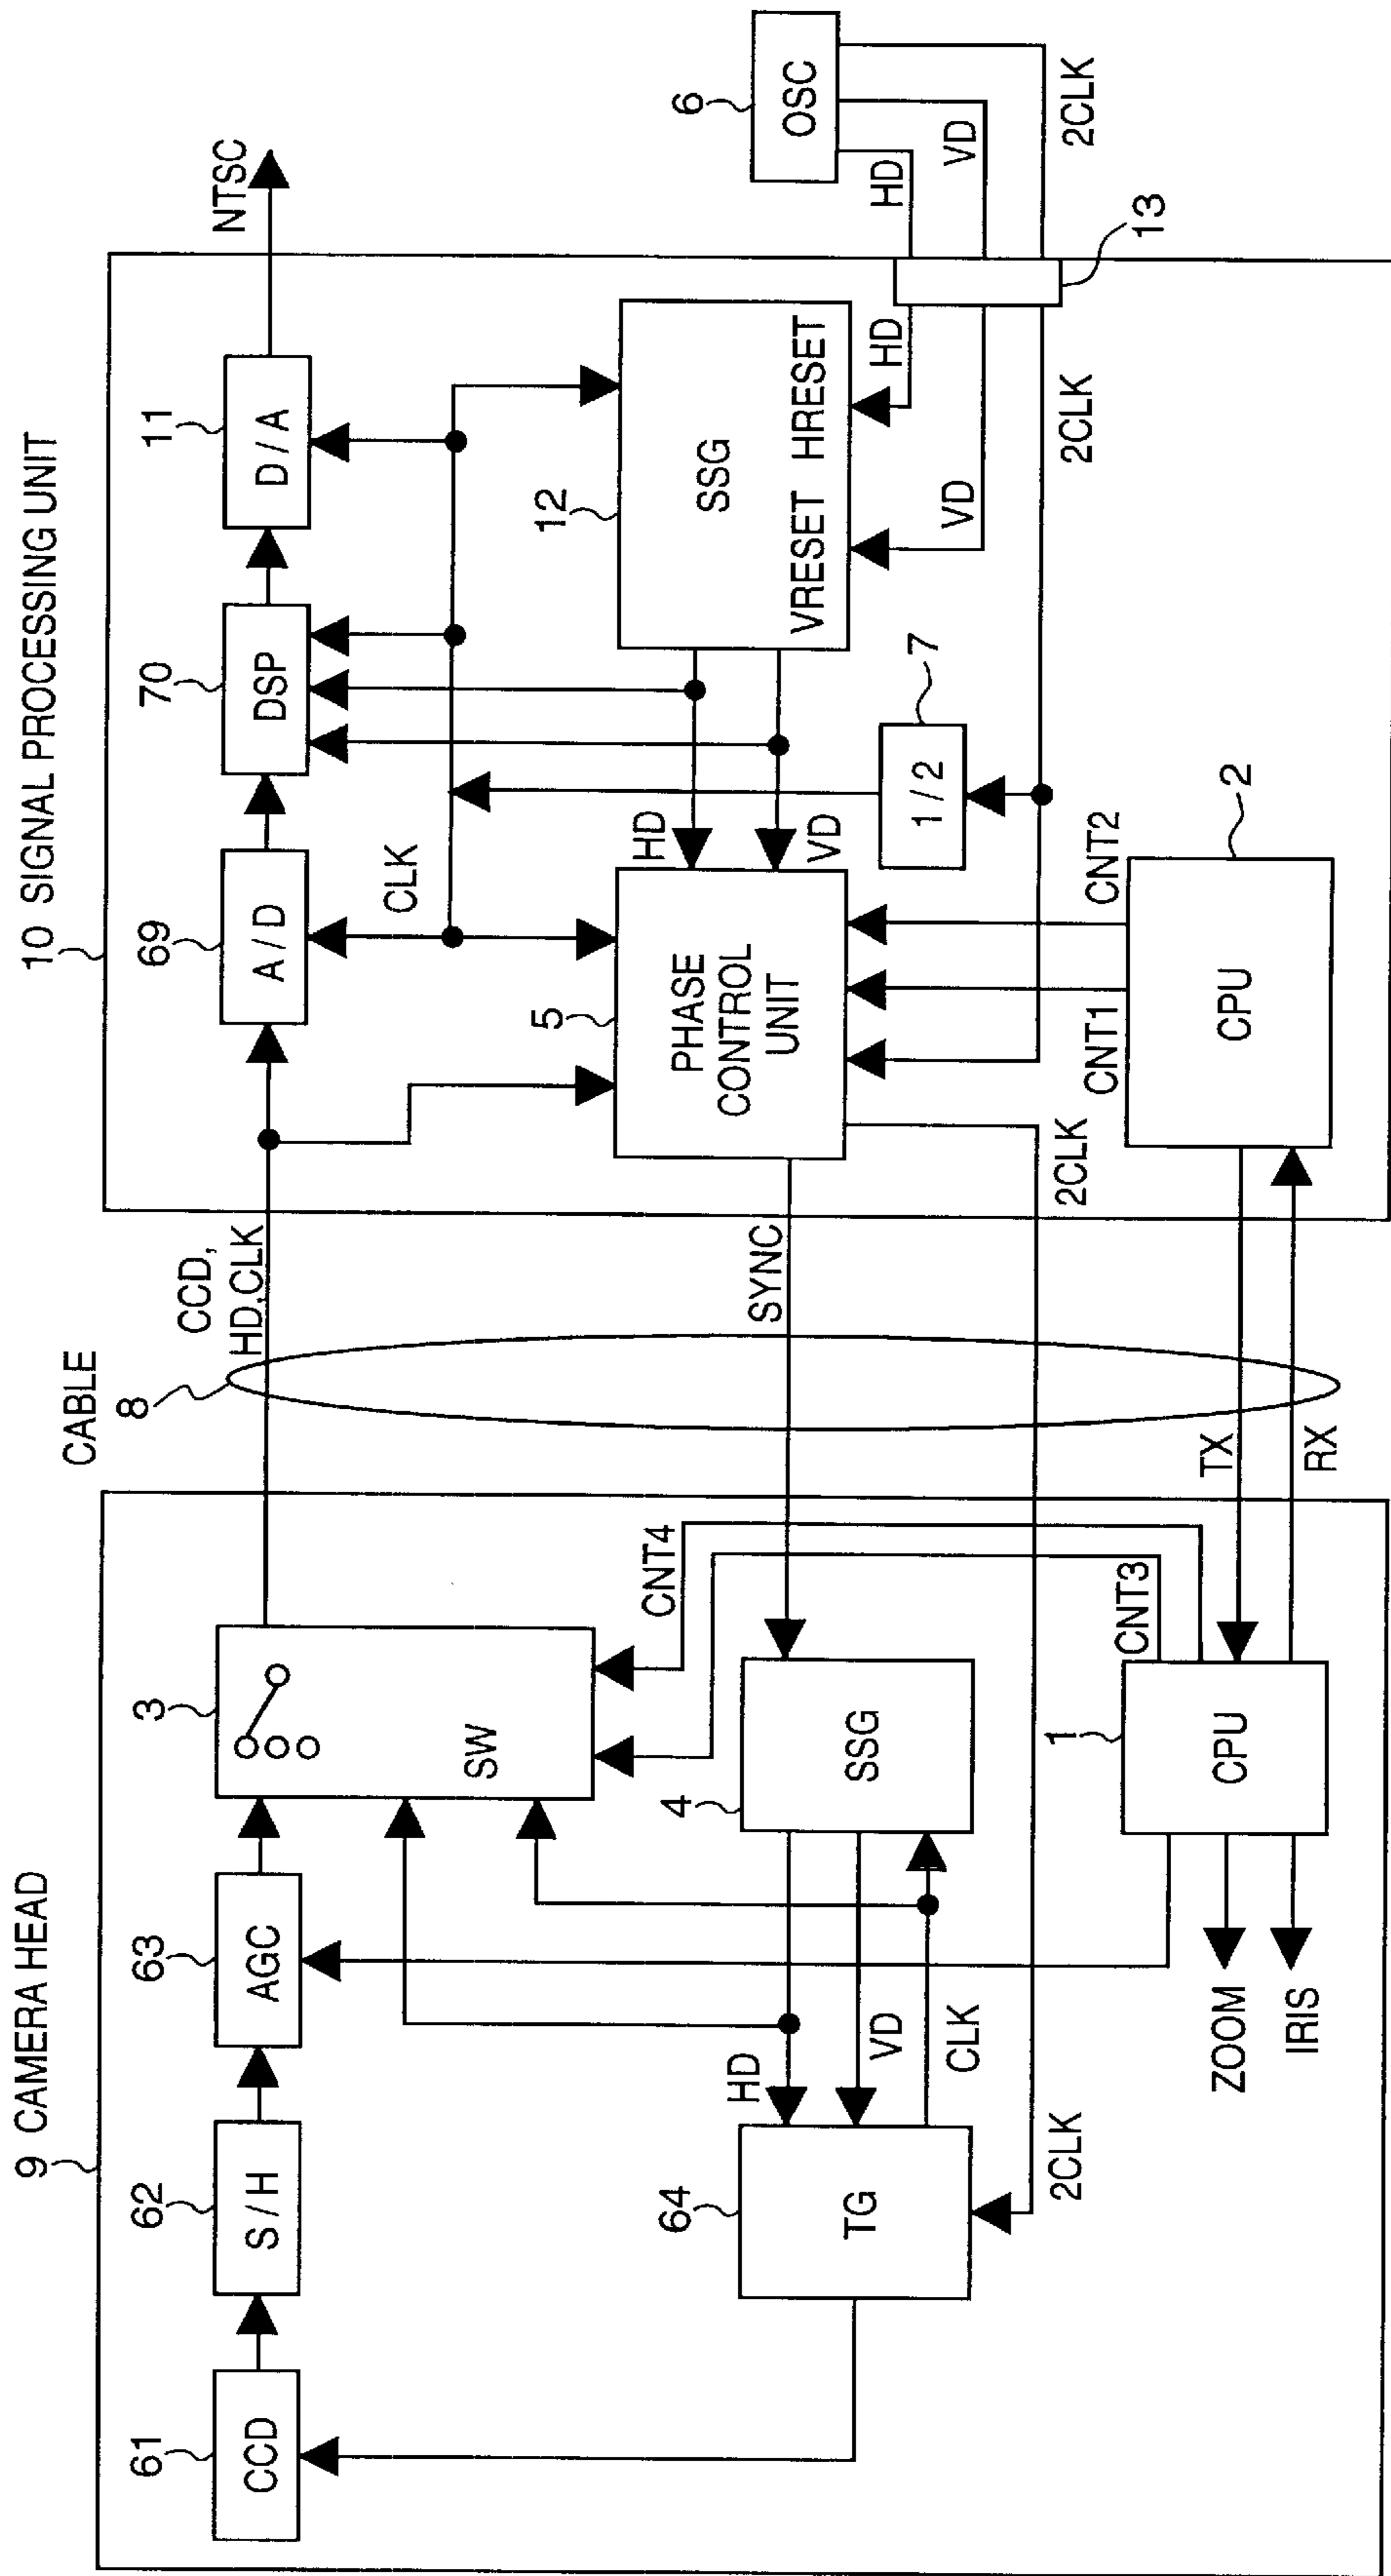 9 CAMERA HEAD
CABLE
8
10 SIGNAL PROCESSING UNIT
61
CCD
62
S/H
63
AGC
3
SW
CCD,
HD,CLK
69
A/D
70
DSP
11
D/A
NTSC
CLK
64
TG
HD
VD
CLK
2CLK
4
SSG
CNT4
CNT3
SYNC
5
PHASE
CONTROL
UNIT
HD
VD
12
SSG
VRESET HRESET
HD
VD
2CLK
13
6
OSC
HD
VD
2CLK
7
1/2
2CLK
CNT1
CNT2
1
CPU
ZOOM
IRIS
TX
RX
2
CPU